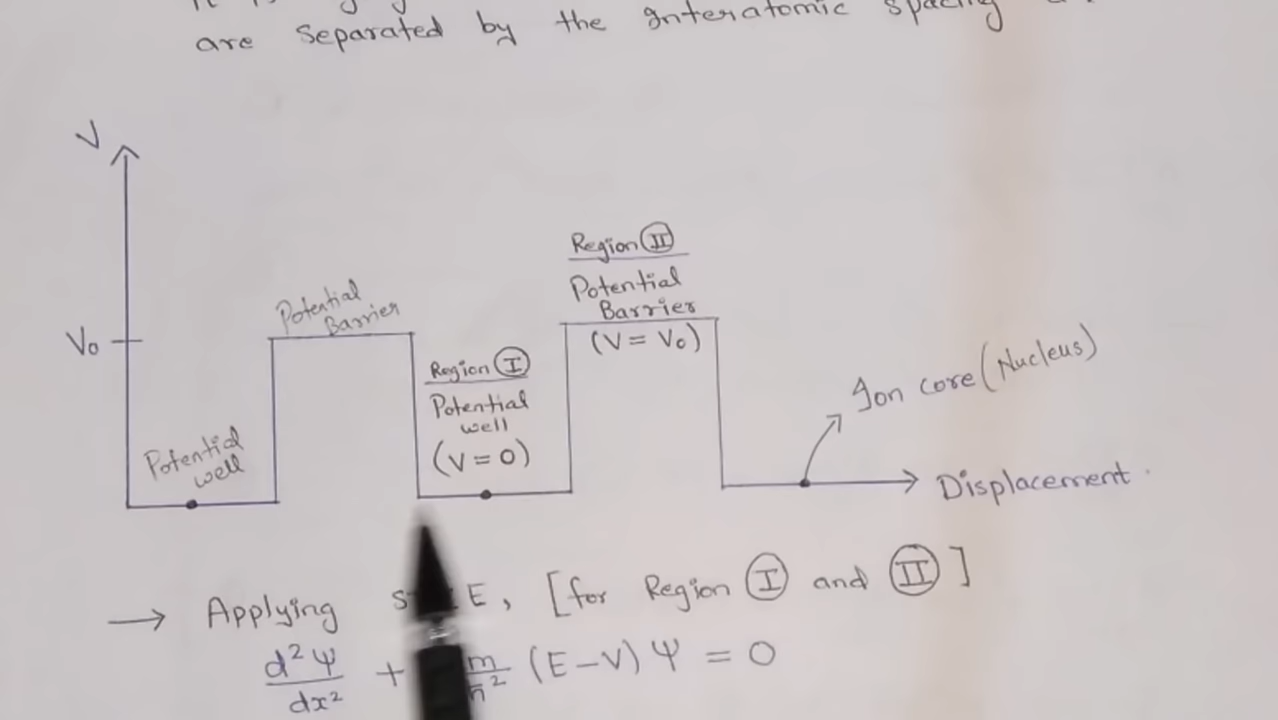 are separated by the Interatomic spacing
V
Region II
Potential
Barrier
(V = V₀)
Potential
Barrier
V₀
Region I
Potential
well
(V = 0)
Potential
well
Ion core (Nucleus)
Displacement
→ Applying E, [for Region I and II]
d²ψ/dx² + m/ħ² (E-V) ψ = 0